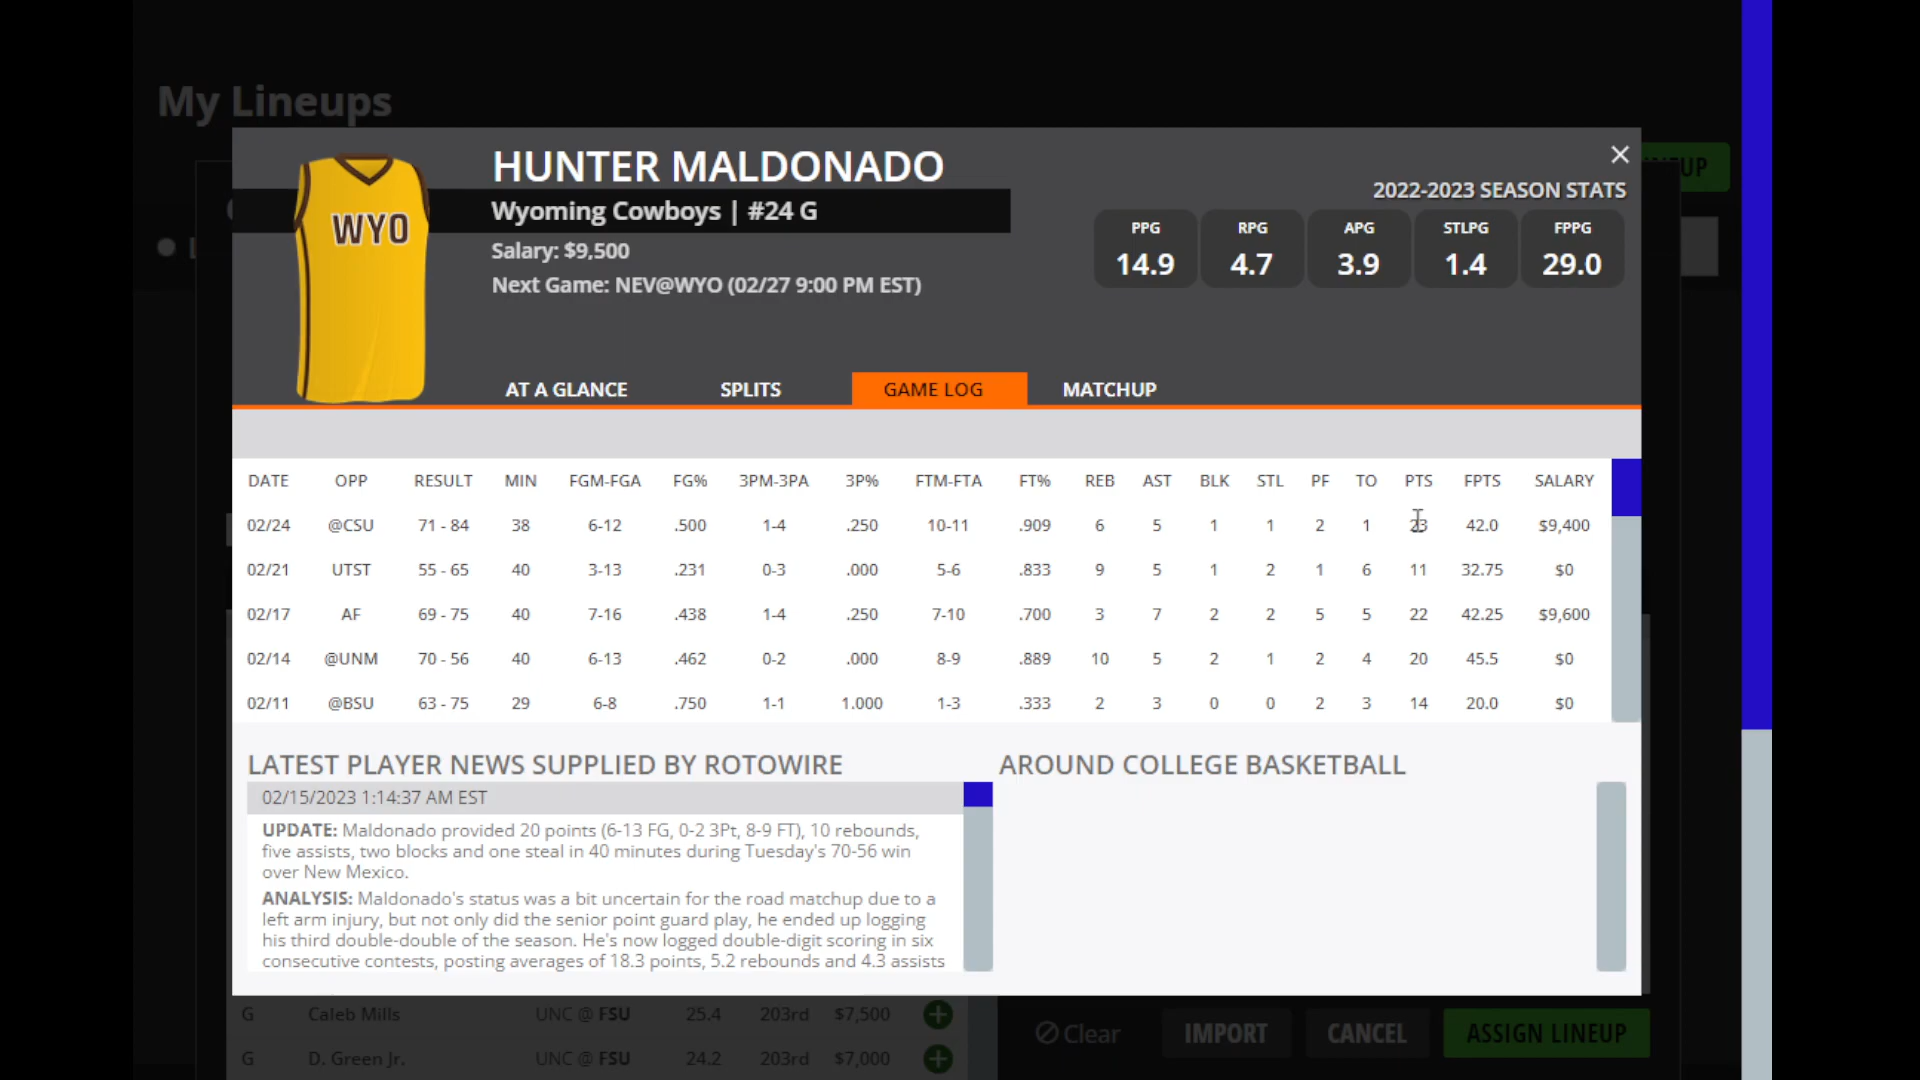 My Lineups
HUNTER MALDONADO
Wyoming Cowboys | #24 G
Salary: $9,500
Next Game: NEV@WYO (02/27 9:00 PM EST)
WYO
2022-2023 SEASON STATS
PPG RPG APG STLPG FPPG
14.9 4.7 3.9 1.4 29.0
AT A GLANCE SPLITS GAME LOG MATCHUP
DATE OPP RESULT MIN FGM-FGA FG% 3PM-3PA 3P% FTM-FTA FT% REB AST BLK STL PF TO PTS FPTS SALARY
02/24 @CSU 71 - 84 38 6-12 .500 1-4 .250 10-11 .909 6 5 1 1 2 1 23 42.0 $9,400
02/21 UTST 55 - 65 40 3-13 .231 0-3 .000 5-6 .833 9 5 1 2 1 6 11 32.75 $0
02/17 AF 69 - 75 40 7-16 .438 1-4 .250 7-10 .700 3 7 2 2 5 5 22 42.25 $9,600
02/14 @UNM 70 - 56 40 6-13 .462 0-2 .000 8-9 .889 10 5 2 1 2 4 20 45.5 $0
02/11 @BSU 63 - 75 29 6-8 .750 1-1 1.000 1-3 .333 2 3 0 0 2 3 14 20.0 $0
LATEST PLAYER NEWS SUPPLIED BY ROTOWIRE
02/15/2023 1:14:37 AM EST
UPDATE: Maldonado provided 20 points (6-13 FG, 0-2 3Pt, 8-9 FT), 10 rebounds,
five assists, two blocks and one steal in 40 minutes during Tuesday's 70-56 win
over New Mexico.
ANALYSIS: Maldonado's status was a bit uncertain for the road matchup due to a
left arm injury, but not only did the senior point guard play, he ended up logging
his third double-double of the season. He's now logged double-digit scoring in six
consecutive contests, posting averages of 18.3 points, 5.2 rebounds and 4.3 assists
AROUND COLLEGE BASKETBALL
G Caleb Mills UNC @ FSU 25.4 203rd $7,500
G D. Green Jr. UNC @ FSU 24.2 203rd $7,000
Clear IMPORT CANCEL ASSIGN LINEUP